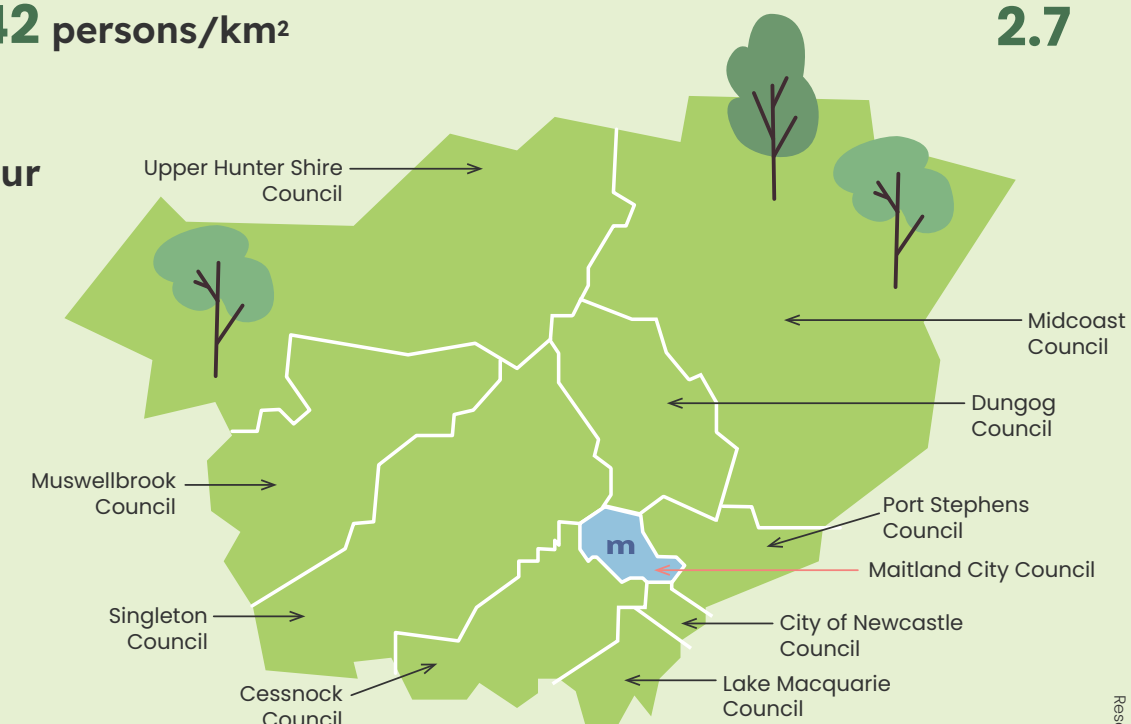 42 persons/km²
2.7
ur
Upper Hunter Shire
Council
Midcoast
Council
Dungog
Council
Muswellbrook
Council
Port Stephens
Council
m
Maitland City Council
Singleton
Council
City of Newcastle
Council
Cessnock
Council
Lake Macquarie
Council
Res